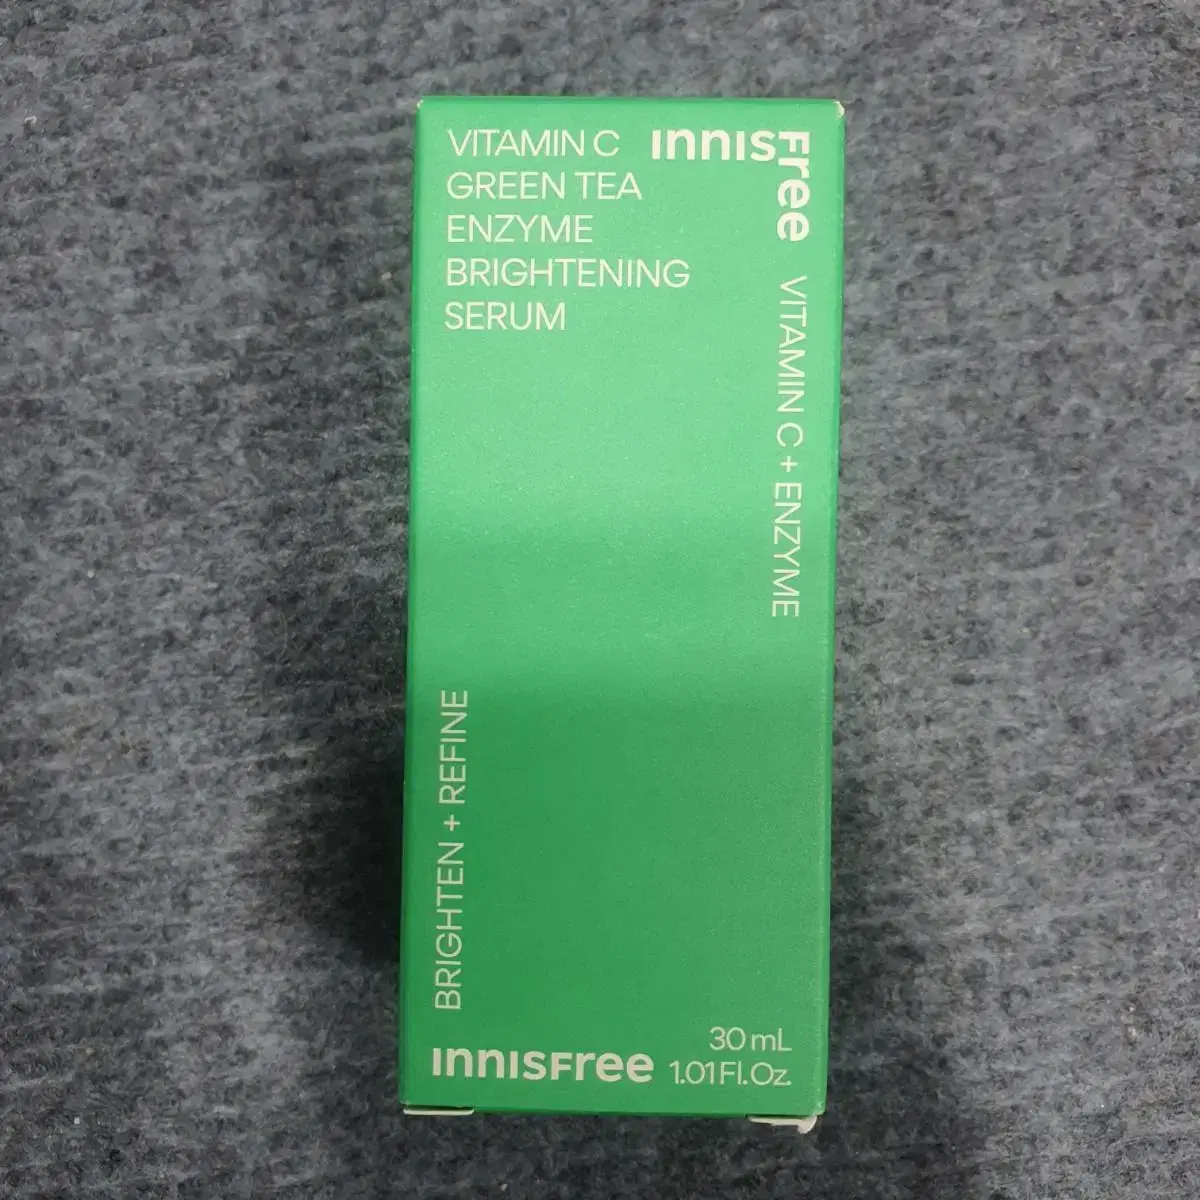 VITAMIN C
GREEN TEA
ENZYME
BRIGHTENING
SERUM
INNISFree
VITAMIN C + ENZYME
BRIGHTEN + REFINE
INNISFree
30 mL
1.01 Fl. Oz.